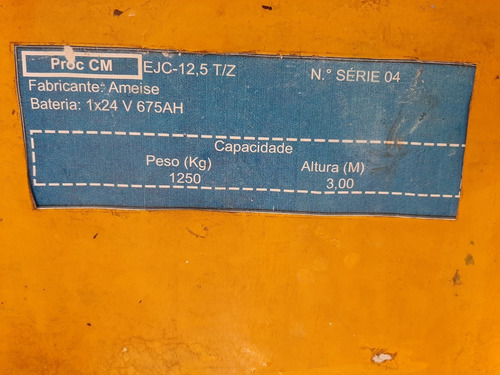 Proc CM EJC-12,5 T/Z N.° SÉRIE 04
Fabricante: Ameise
Bateria: 1x24 V 675AH
Capacidade
Peso (Kg) Altura (M)
1250 3,00